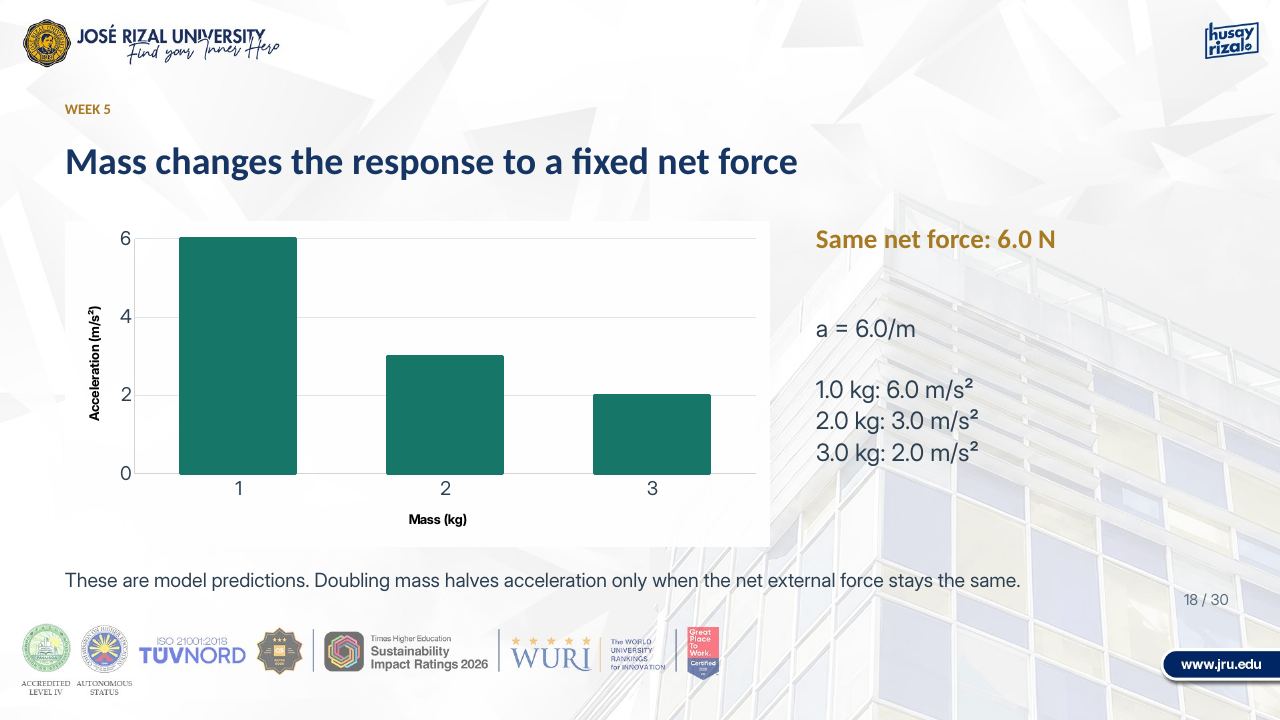 JOSÉ RIZAL UNIVERSITY
Find your Inner Hero
husay
rizal
WEEK 5
Mass changes the response to a fixed net force
6
4
2
0
Acceleration (m/s²)
1 2 3
Mass (kg)
Same net force: 6.0 N
a = 6.0/m
1.0 kg: 6.0 m/s²
2.0 kg: 3.0 m/s²
3.0 kg: 2.0 m/s²
These are model predictions. Doubling mass halves acceleration only when the net external force stays the same.
18 / 30
ACCREDITED
LEVEL IV
AUTONOMOUS
STATUS
ISO 21001:2018
TÜVNORD
Times Higher Education
Sustainability
Impact Ratings 2026
WURI
The WORLD
UNIVERSITY
RANKINGS
for INNOVATION
Great
Place
To
Work.
Certified
www.jru.edu